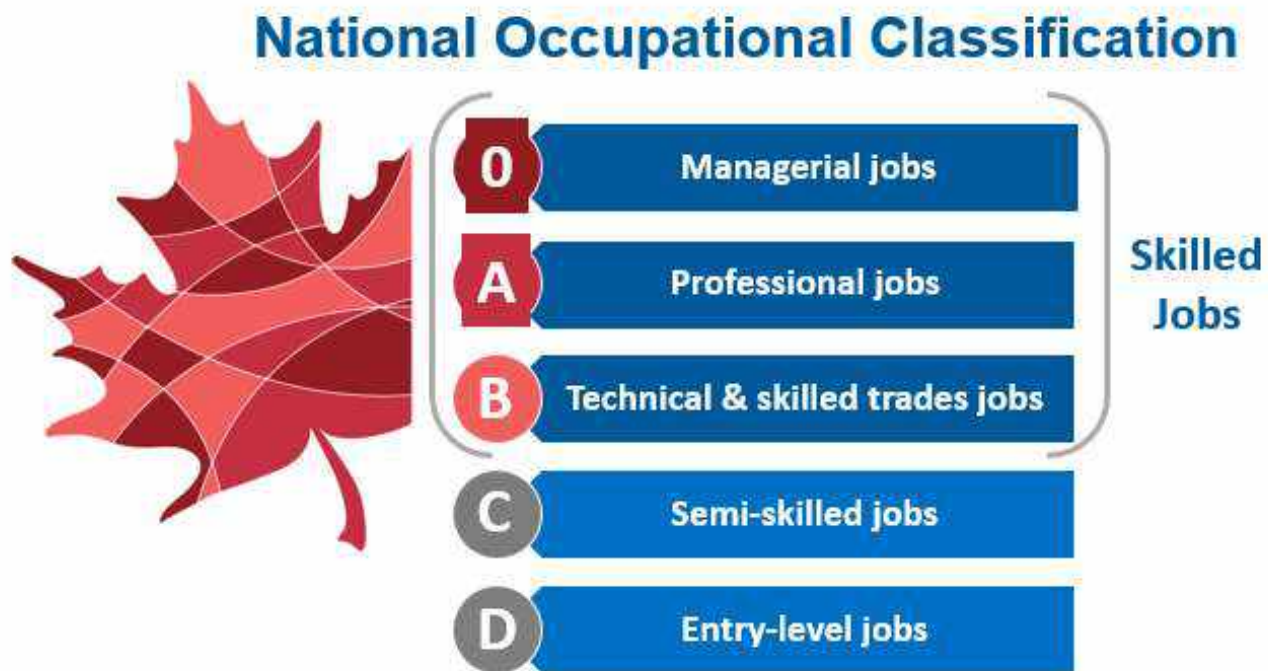 National Occupational Classification
0 Managerial jobs
A Professional jobs
B Technical & skilled trades jobs
Skilled
Jobs
C Semi-skilled jobs
D Entry-level jobs